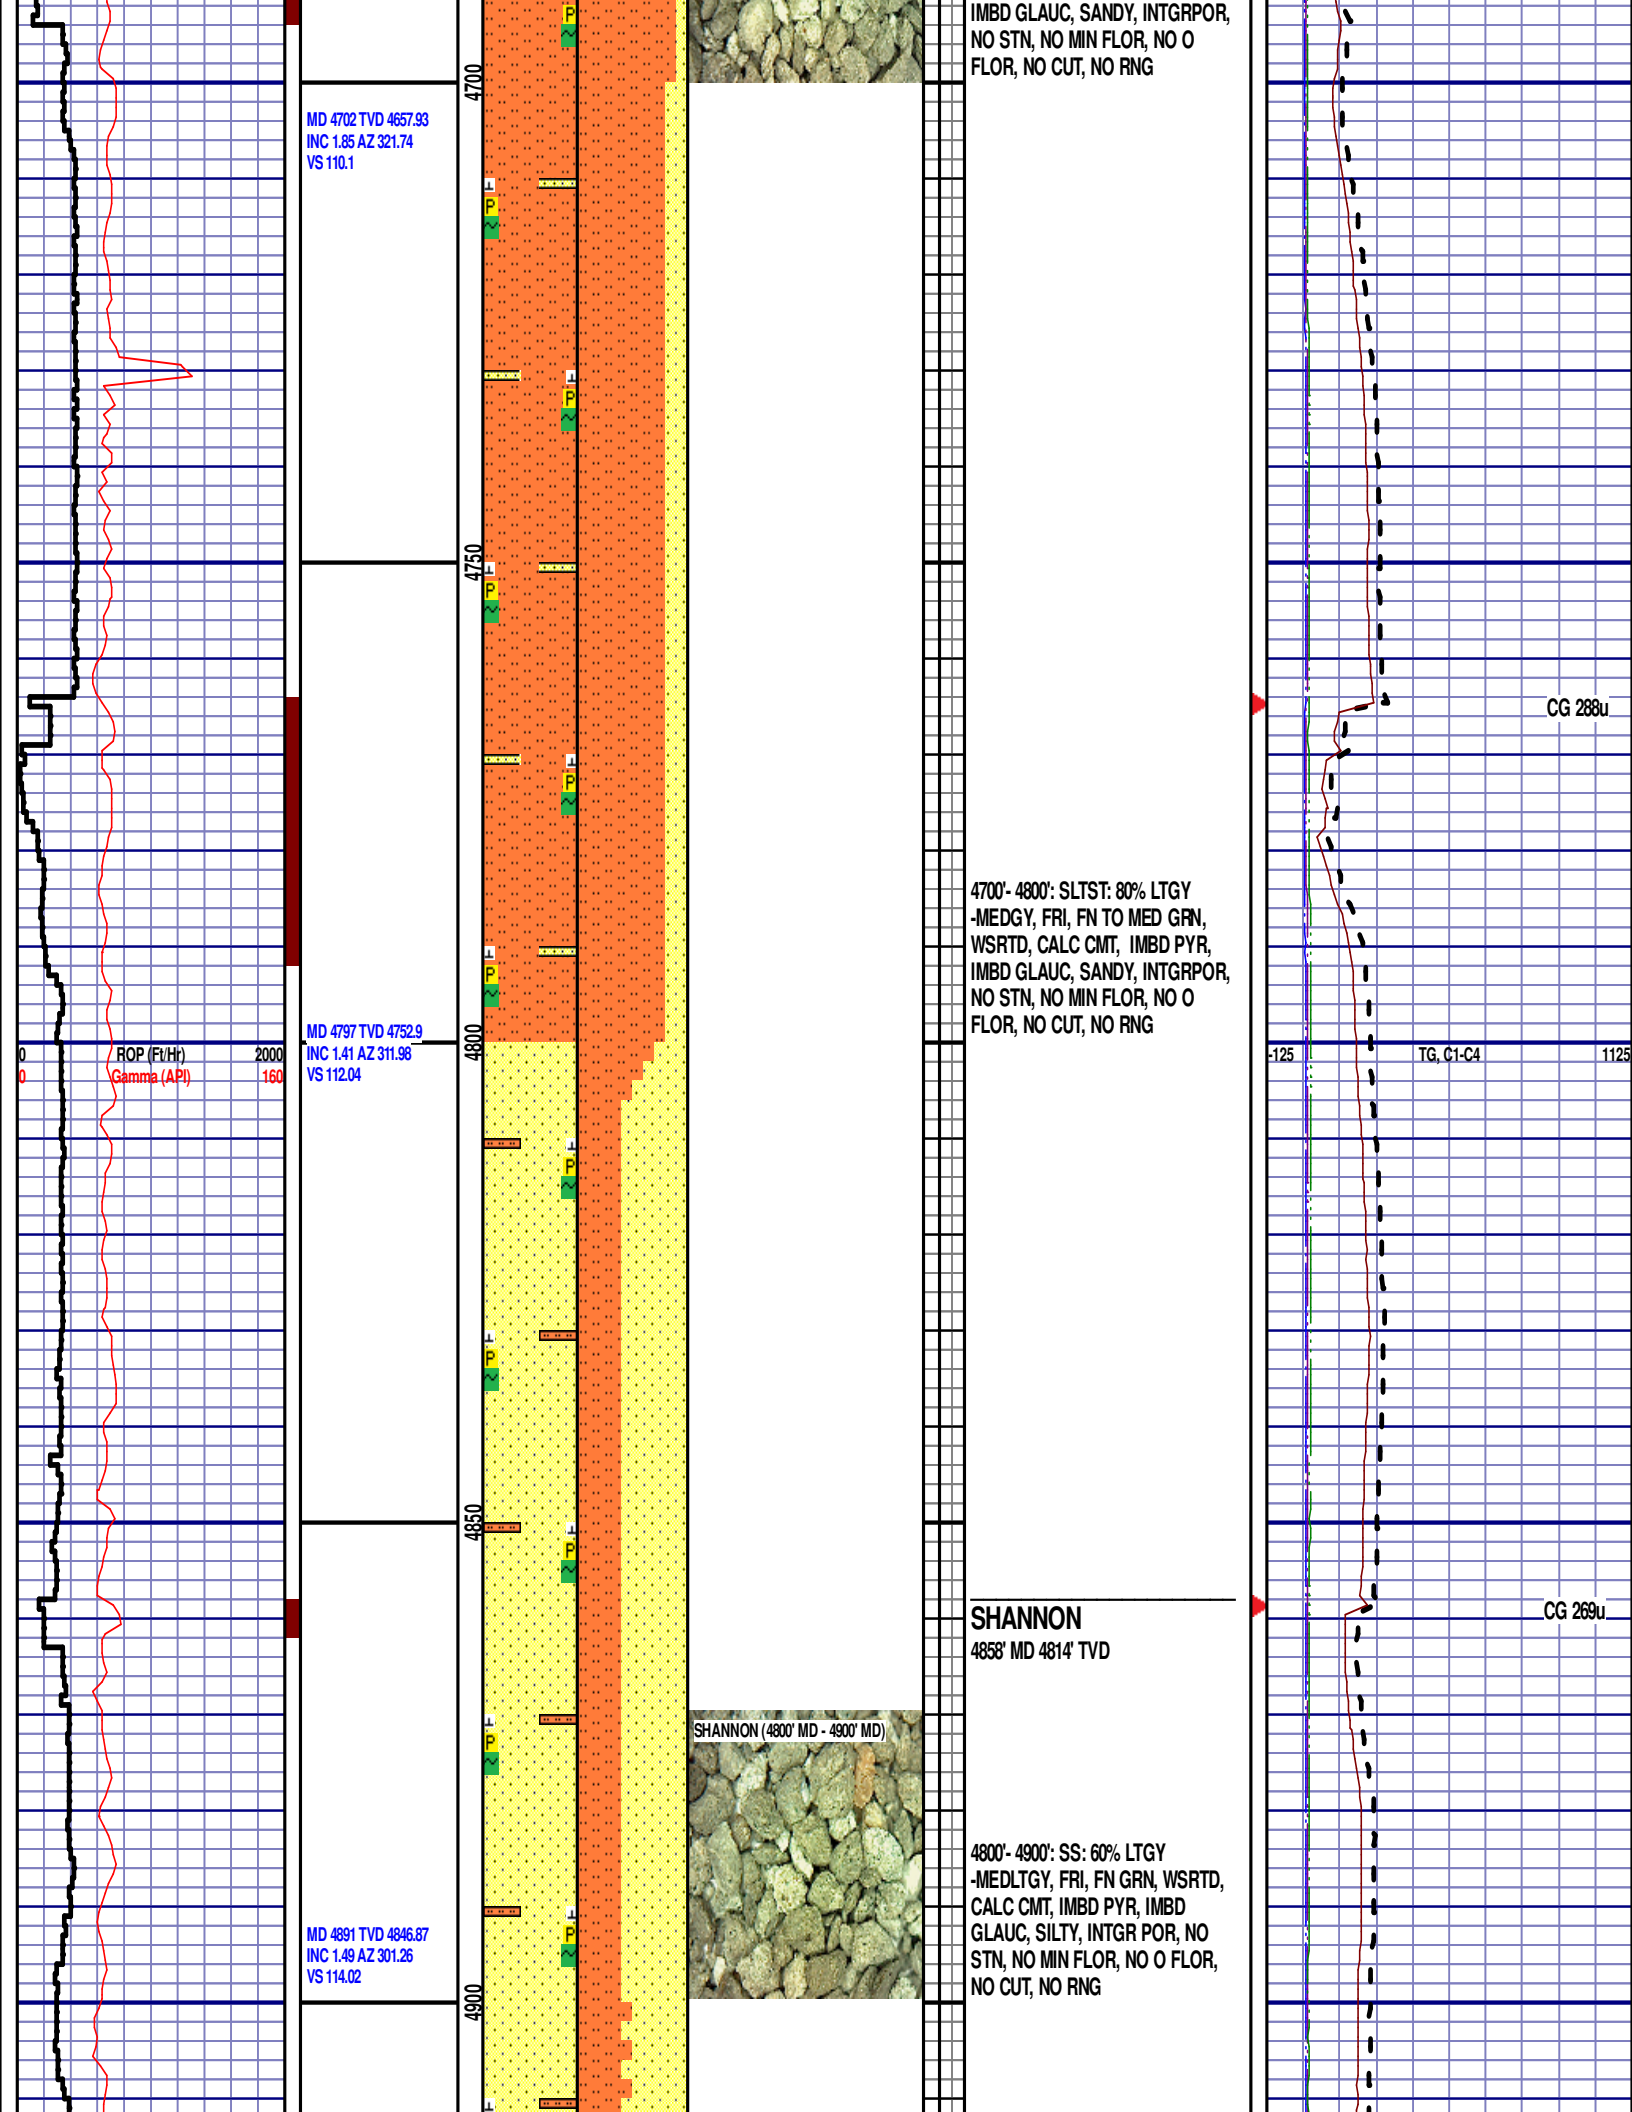 IMBD GLAUC, SANDY, INTGRPOR,
NO STN, NO MIN FLOR, NO O
FLOR, NO CUT, NO RNG
P
4700
MD 4702 TVD 4657.93
INC 1.85 AZ 321.74
VS 110.1
P
P
4750
P
CG 288u
P
4700'- 4800': SLTST: 80% LTGY
-MEDGY, FRI, FN TO MED GRN,
WSRTD, CALC CMT, IMBD PYR,
IMBD GLAUC, SANDY, INTGRPOR,
NO STN, NO MIN FLOR, NO O
FLOR, NO CUT, NO RNG
P
MD 4797 TVD 4752.9
INC 1.41 AZ 311.98
VS 112.04
4800
0 ROP (Ft/Hr) 2000
0 Gamma (API) 160
-125 TG, C1-C4 1125
P
P
4850
P
SHANNON
4858' MD 4814' TVD
CG 269u
SHANNON (4800' MD - 4900' MD)
P
4800'- 4900': SS: 60% LTGY
-MEDLTGY, FRI, FN GRN, WSRTD,
CALC CMT, IMBD PYR, IMBD
GLAUC, SILTY, INTGR POR, NO
STN, NO MIN FLOR, NO O FLOR,
NO CUT, NO RNG
P
MD 4891 TVD 4846.87
INC 1.49 AZ 301.26
VS 114.02
4900